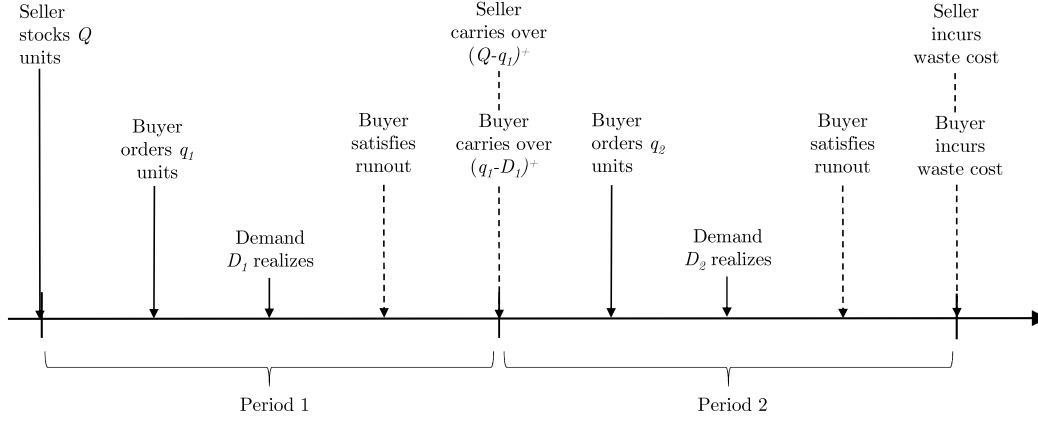 Seller
stocks Q
units
Seller
carries over
(Q-q1)+
Seller
incurs
waste cost
Buyer
orders q1
units
Buyer
satisfies
runout
Buyer
carries over
(q1-D1)+
Buyer
orders q2
units
Buyer
satisfies
runout
Buyer
incurs
waste cost
Demand
D1 realizes
Demand
D2 realizes
Period 1
Period 2